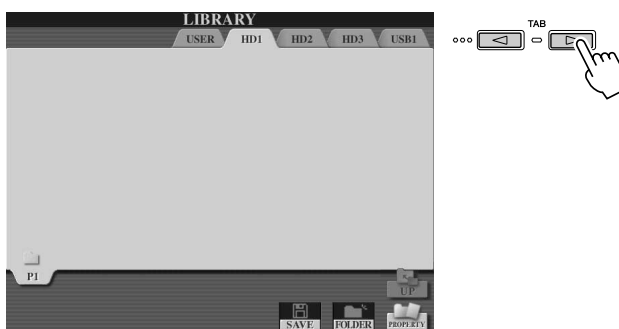 LIBRARY
USER HD1 HD2 HD3 USB1
TAB
P1
UP
SAVE FOLDER PROPERTY